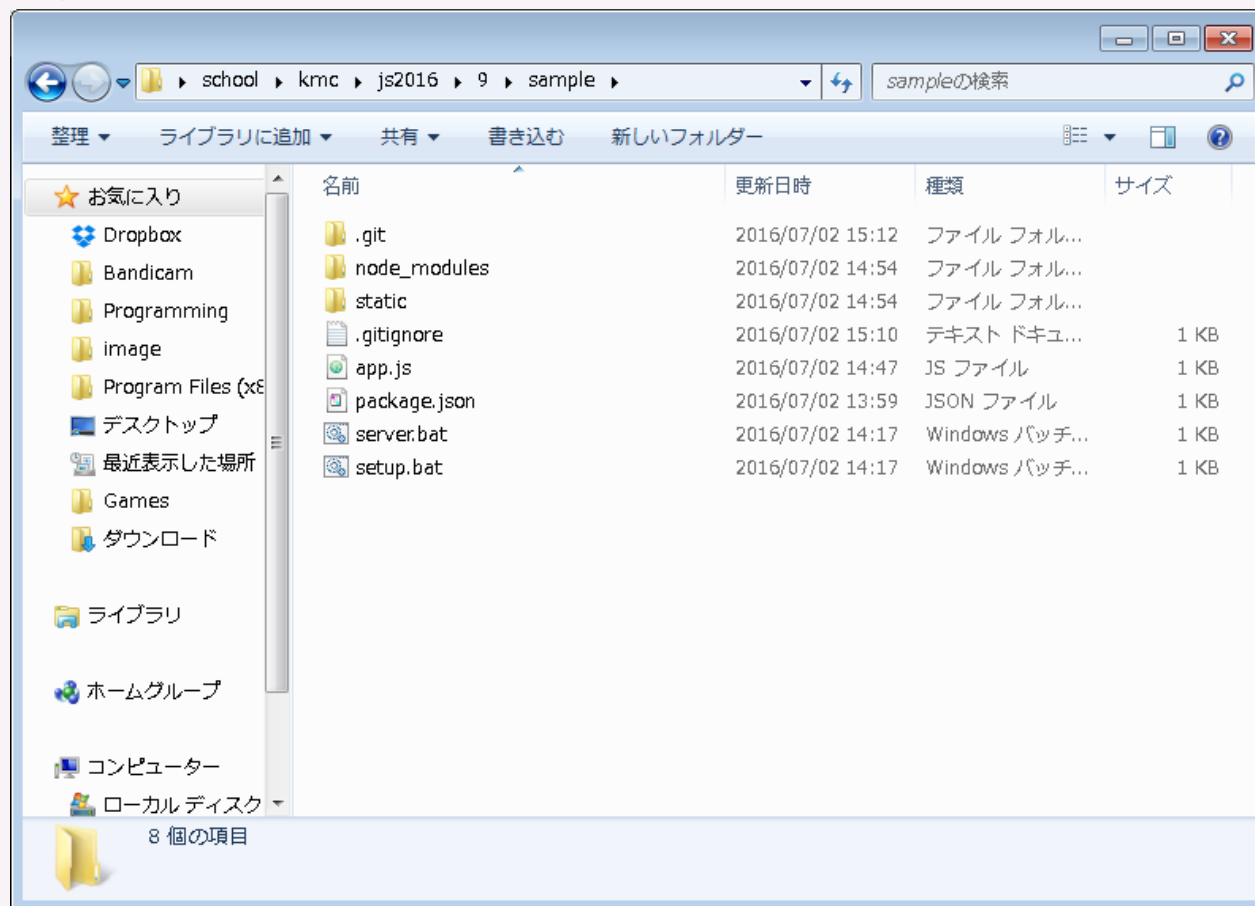 school kmc js2016 9 sample sampleの検索
整理 ライブラリに追加 共有 書き込む 新しいフォルダー
お気に入り
Dropbox
Bandicam
Programming
image
Program Files (x8
デスクトップ
最近表示した場所
Games
ダウンロード
ライブラリ
ホームグループ
コンピューター
ローカル ディスク
名前 更新日時 種類 サイズ
.git 2016/07/02 15:12 ファイル フォル...
node_modules 2016/07/02 14:54 ファイル フォル...
static 2016/07/02 14:54 ファイル フォル...
.gitignore 2016/07/02 15:10 テキスト ドキュ... 1 KB
app.js 2016/07/02 14:47 JS ファイル 1 KB
package.json 2016/07/02 13:59 JSON ファイル 1 KB
server.bat 2016/07/02 14:17 Windows バッチ... 1 KB
setup.bat 2016/07/02 14:17 Windows バッチ... 1 KB
8 個の項目